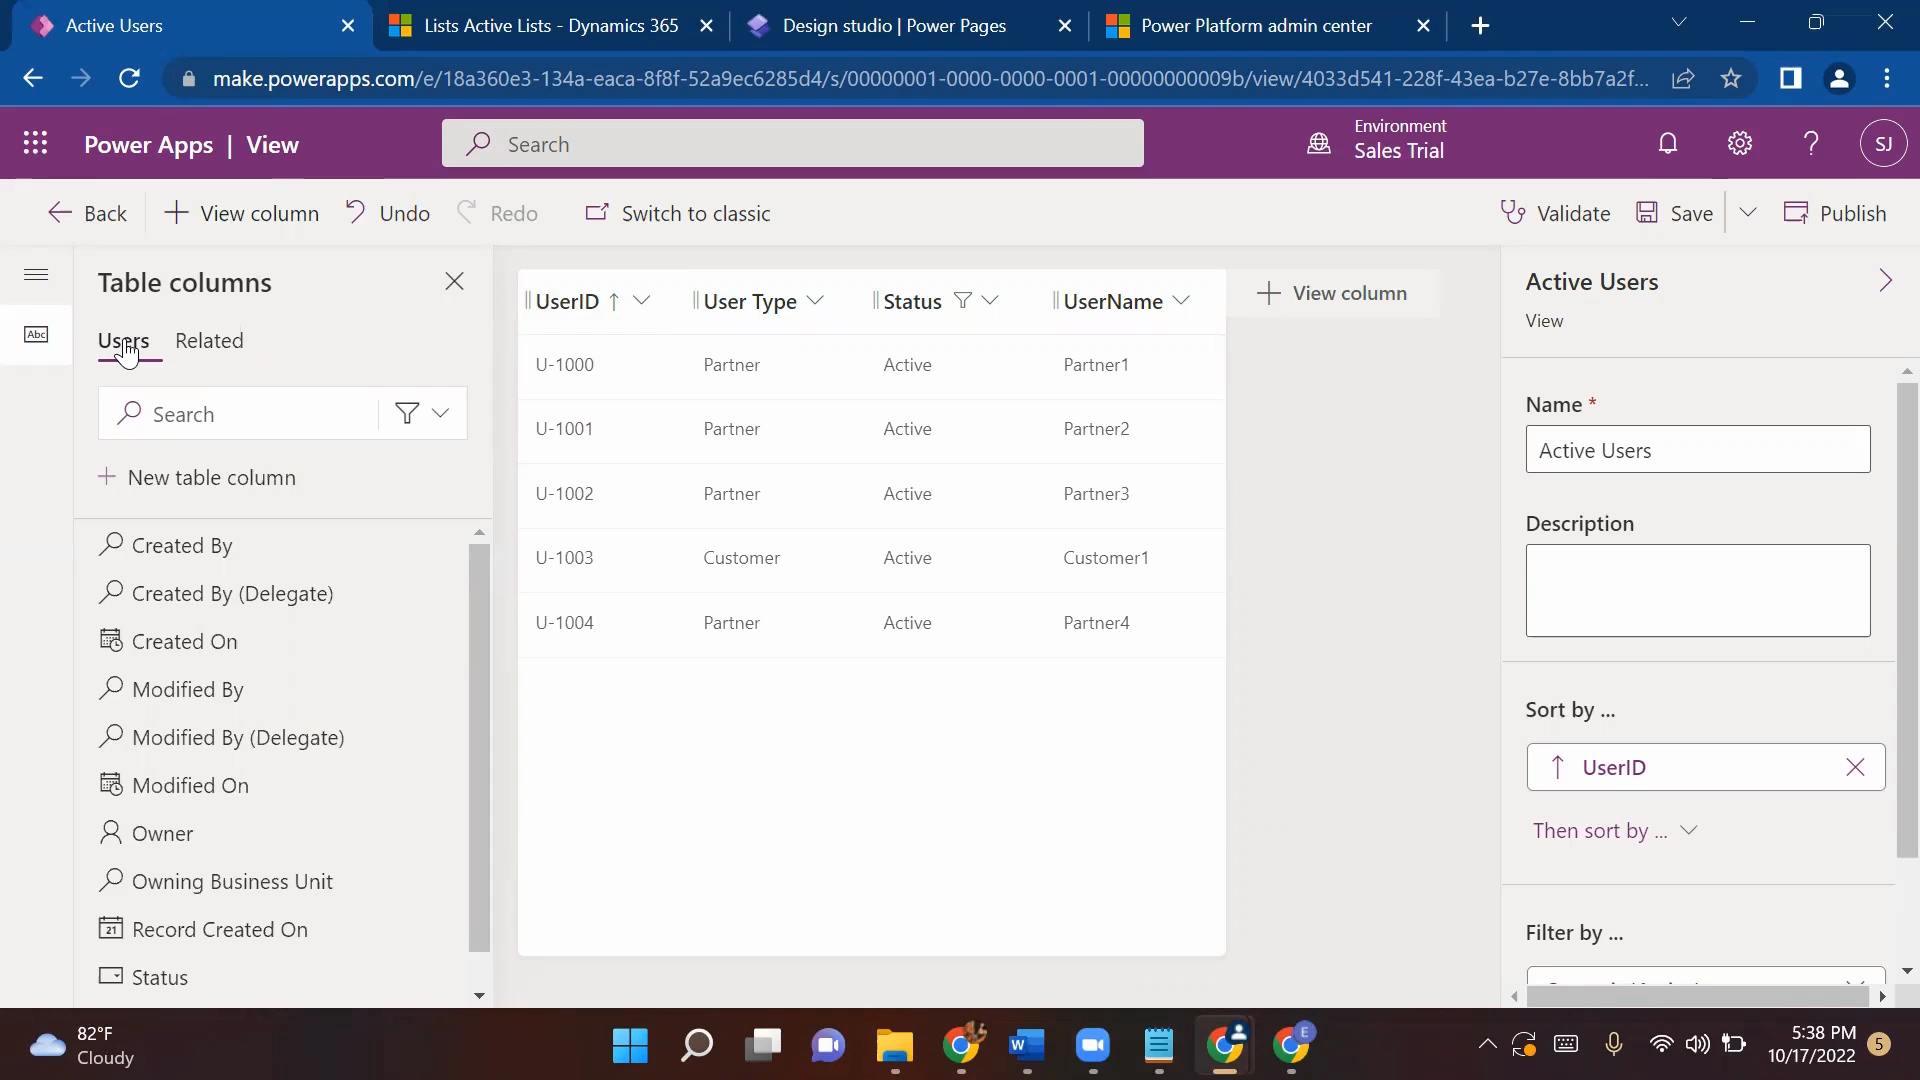 Active Users
Lists Active Lists - Dynamics 365
Design studio | Power Pages
Power Platform admin center
make.powerapps.com/e/18a360e3-134a-eaca-8f8f-52a9ec6285d4/s/00000001-0000-0000-0001-00000000009b/view/4033d541-228f-43ea-b27e-8bb7a2f...
Power Apps | View
Search
Environment
Sales Trial
SJ
Back
View column
Undo
Redo
Switch to classic
Validate
Save
Publish
Table columns
Abc
Users
Related
Search
New table column
Created By
Created By (Delegate)
Created On
Modified By
Modified By (Delegate)
Modified On
Owner
Owning Business Unit
21
Record Created On
Status
UserID
User Type
Status
UserName
View column
U-1000 Partner Active Partner1
U-1001 Partner Active Partner2
U-1002 Partner Active Partner3
U-1003 Customer Active Customer1
U-1004 Partner Active Partner4
Active Users
View
Name *
Active Users
Description
Sort by ...
UserID
Then sort by ...
Filter by ...
82°F
Cloudy
W
E
5:38 PM
10/17/2022
5